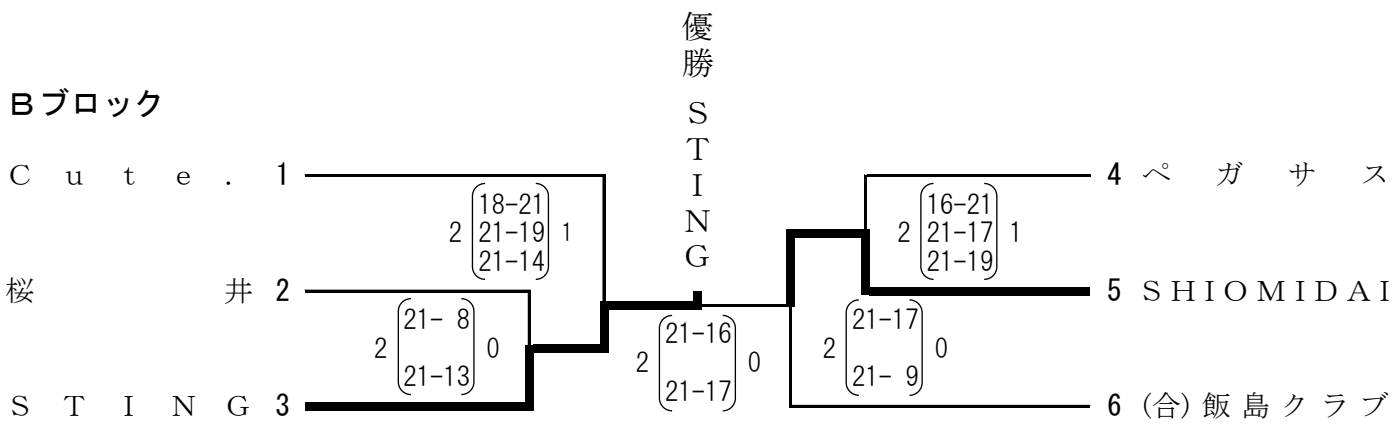 優勝 STING
Bブロック
Cute. 1
4 ペガサス
2 18-21 1
21-19
21-14
2 16-21 1
21-17
21-19
桜井 2
5 SHIOMIDAI
2 21- 8 0
21-13
2 21-16 0
21-17
2 21-17 0
21- 9
STING 3
6 (合)飯島クラブ